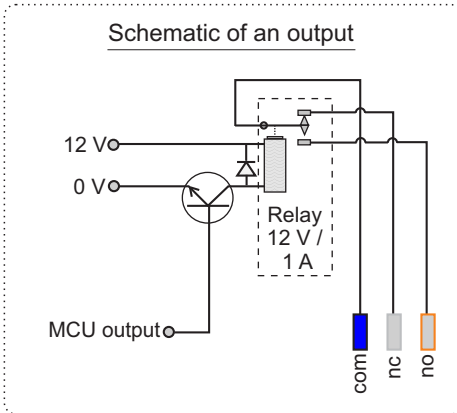 Schematic of an output
12 V
0 V
Relay
12 V /
1 A
MCU output
com
nc
no